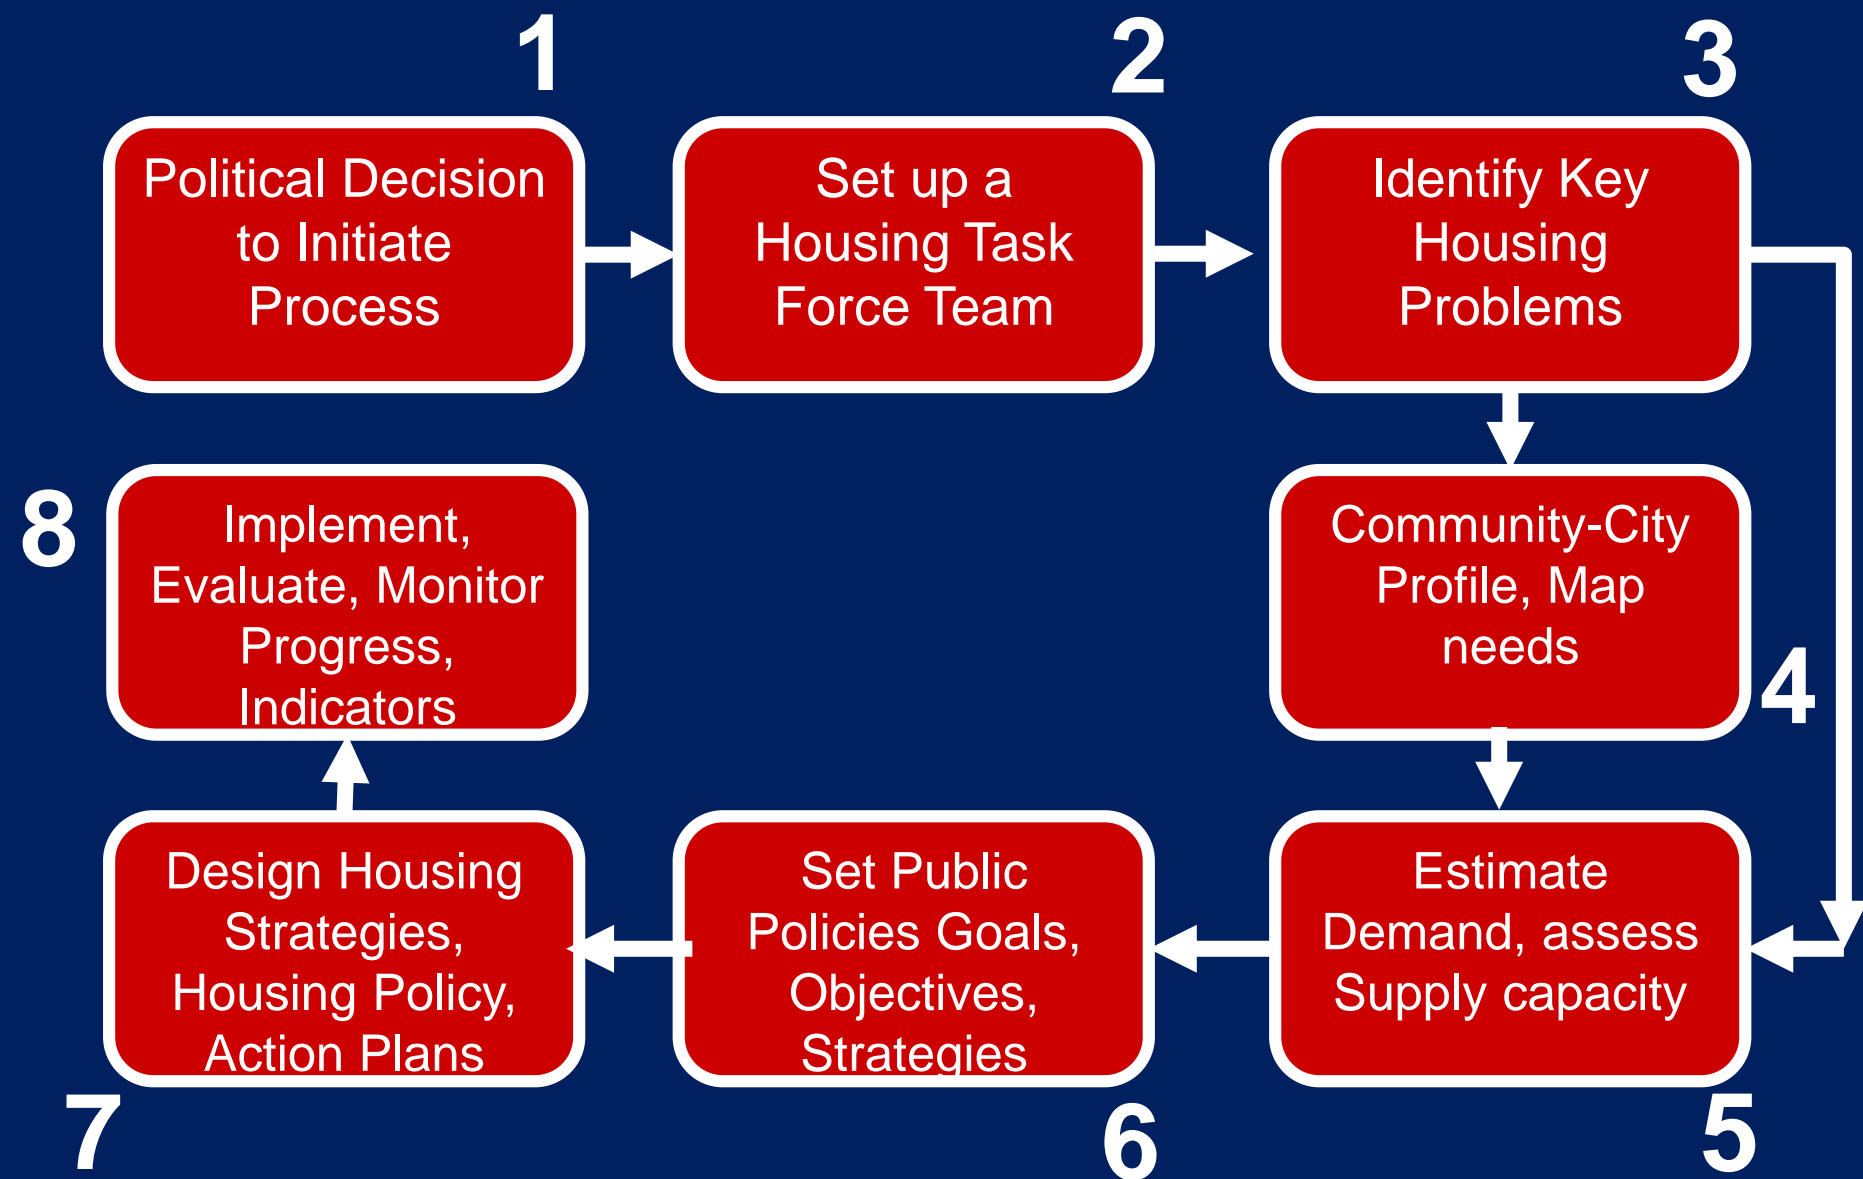 1
Political Decision
to Initiate
Process
2
Set up a
Housing Task
Force Team
3
Identify Key
Housing
Problems
4
Community-City
Profile, Map
needs
5
Estimate
Demand, assess
Supply capacity
6
Set Public
Policies Goals,
Objectives,
Strategies
7
Design Housing
Strategies,
Housing Policy,
Action Plans
8
Implement,
Evaluate, Monitor
Progress,
Indicators